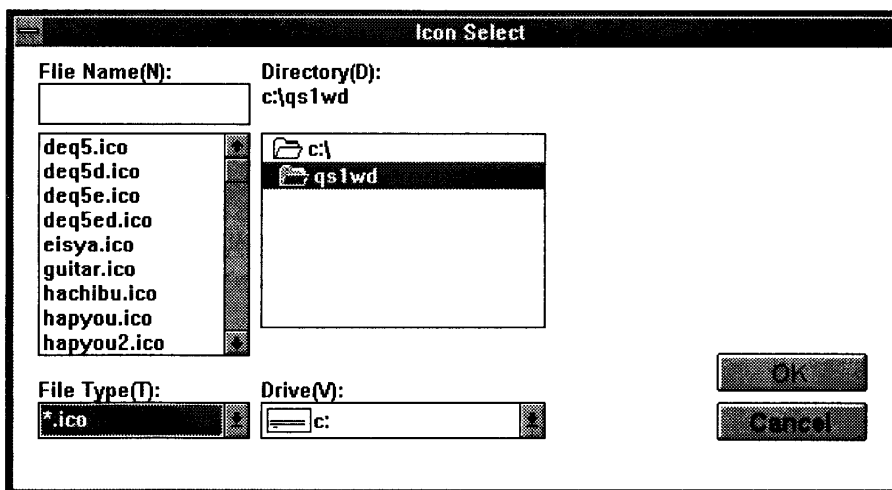 Icon Select
Flie Name(N):
Directory(D):
c:\qs1wd
deq5.ico
deq5d.ico
deq5e.ico
deq5ed.ico
eisya.ico
guitar.ico
hachibu.ico
hapyou.ico
hapyou2.ico
c:\
qs1wd
File Type(T):
*.ico
Drive(V):
c:
OK
Cancel